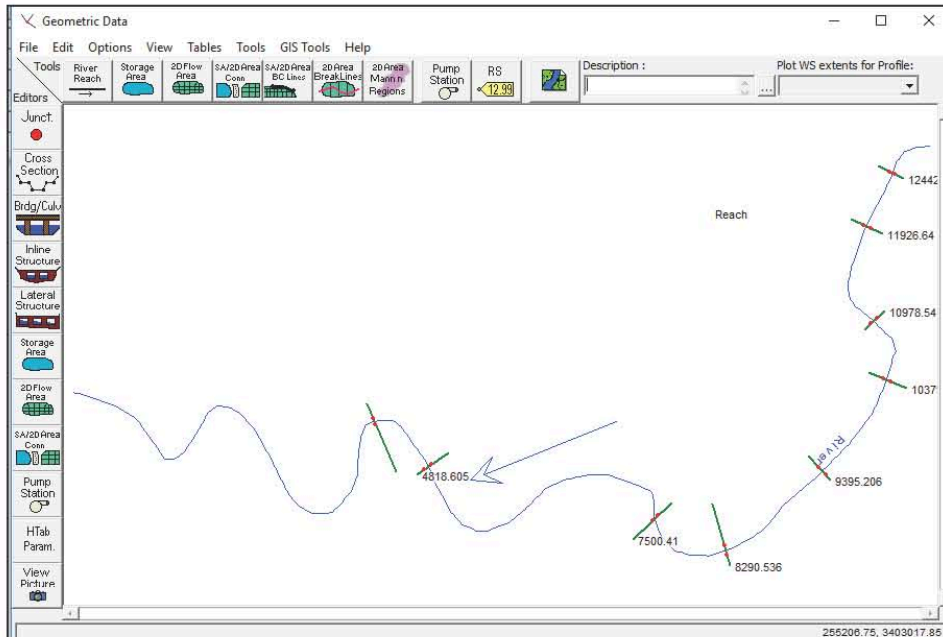 Geometric Data
File Edit Options View Tables Tools GIS Tools Help
Tools
Editors
River
Reach
Storage
Area
2D Flow
Area
SA/2D Area
Conn
SA/2D Area
BC Lines
2D Area
BreakLines
2D Area
Mann n
Regions
Pump
Station
RS
12.99
Description :
...
Plot WS extents for Profile:
Junct.
Cross
Section
Brdg/Culv
Inline
Structure
Lateral
Structure
Storage
Area
2D Flow
Area
SA/2D Area
Conn
Pump
Station
HTab
Param.
View
Picture
Reach
12442
11926.64
10978.54
1037
River
9395.206
4818.605
7500.41
8290.536
255206.75, 3403017.85